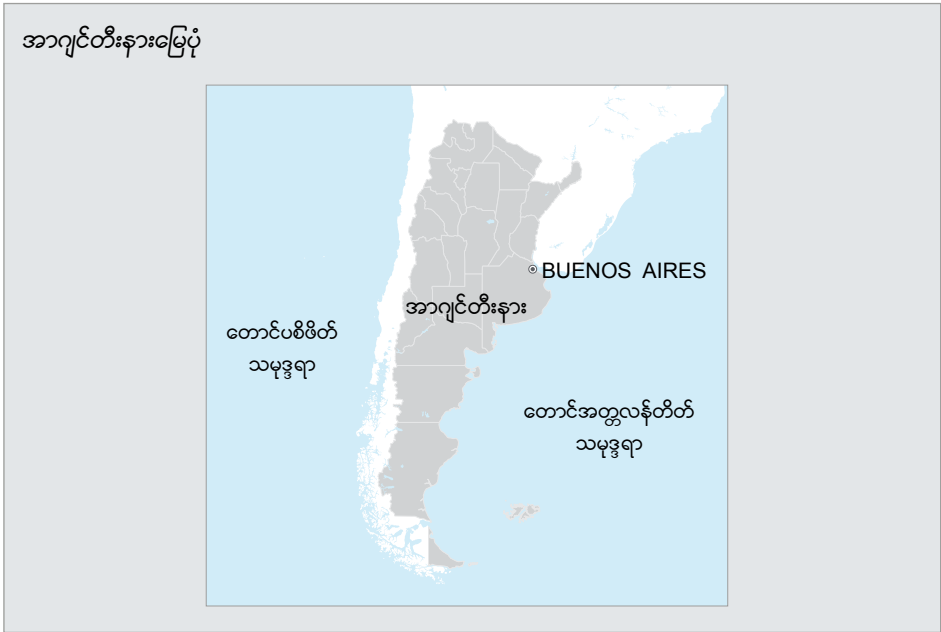 အာဂျင်တီးနားမြေပုံ
BUENOS AIRES
အာဂျင်တီးနား
တောင်ပစိဖိတ်
သမုဒ္ဒရာ
တောင်အတ္တလန်တိတ်
သမုဒ္ဒရာ